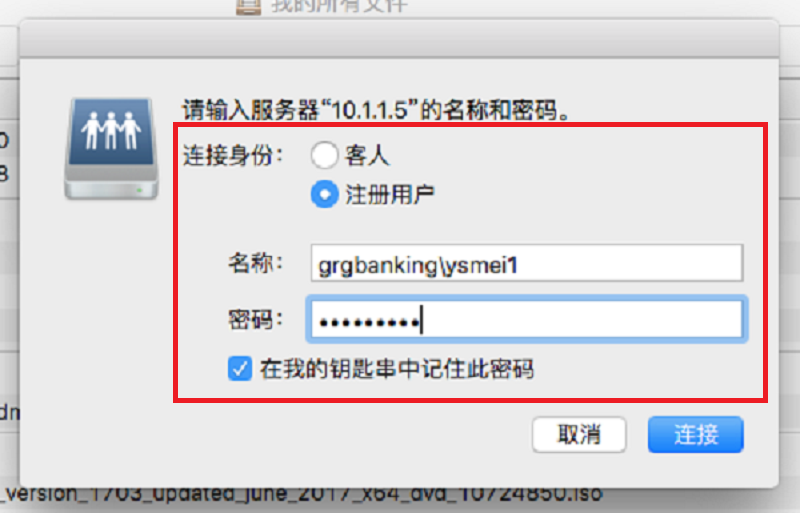 我的所有文件
请输入服务器“10.1.1.5”的名称和密码。
连接身份：
客人
注册用户
名称：
grgbanking\ysmei1
密码：
•••••••••
在我的钥匙串中记住此密码
取消
连接
_version_1703_updated_june_2017_x64_dvd_10724850.iso